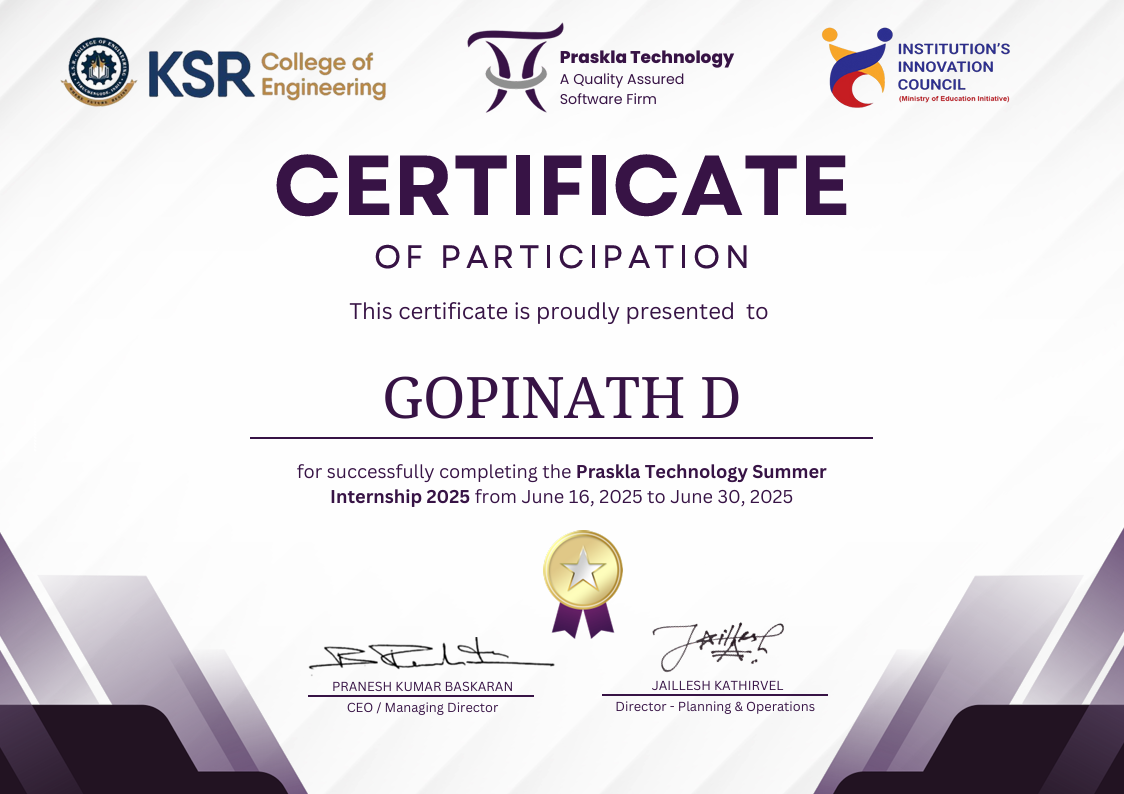 KSR College of
Engineering
Praskla Technology
A Quality Assured
Software Firm
INSTITUTION'S
INNOVATION
COUNCIL
(Ministry of Education Initiative)
CERTIFICATE
OF PARTICIPATION
This certificate is proudly presented to
GOPINATH D
for successfully completing the Praskla Technology Summer
Internship 2025 from June 16, 2025 to June 30, 2025
PRANESH KUMAR BASKARAN
CEO / Managing Director
JAILLESH KATHIRVEL
Director - Planning & Operations